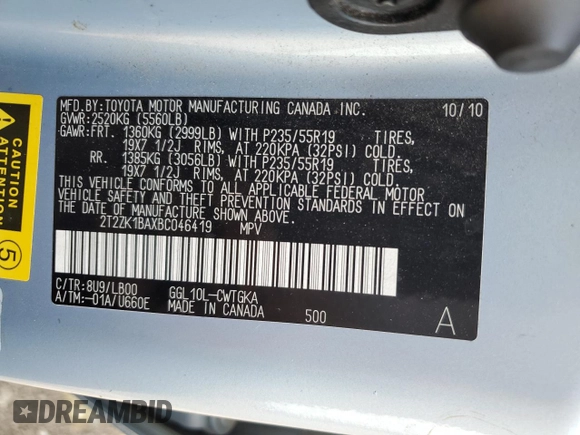 MFD.BY:TOYOTA MOTOR MANUFACTURING CANADA INC. 10/10
GVWR:2520KG (5560LB)
GAWR:FRT. 1360KG (2999LB) WITH P235/55R19 TIRES,
19X7 1/2J RIMS, AT 220KPA (32PSI) COLD
RR. 1385KG (3056LB) WITH P235/55R19 TIRES,
19X7 1/2J RIMS, AT 220KPA (32PSI) COLD
THIS VEHICLE CONFORMS TO ALL APPLICABLE FEDERAL MOTOR
VEHICLE SAFETY AND THEFT PREVENTION STANDARDS IN EFFECT
ON THE DATE OF MANUFACTURE SHOWN ABOVE.
2T2ZK1BAXBC046419 MPV
C/TR:8U9/LB00 GGL10L-CWTGKA
A/TM:-01A/U660E MADE IN CANADA 500 A
CAUTION
Attention
5
DREAMBID